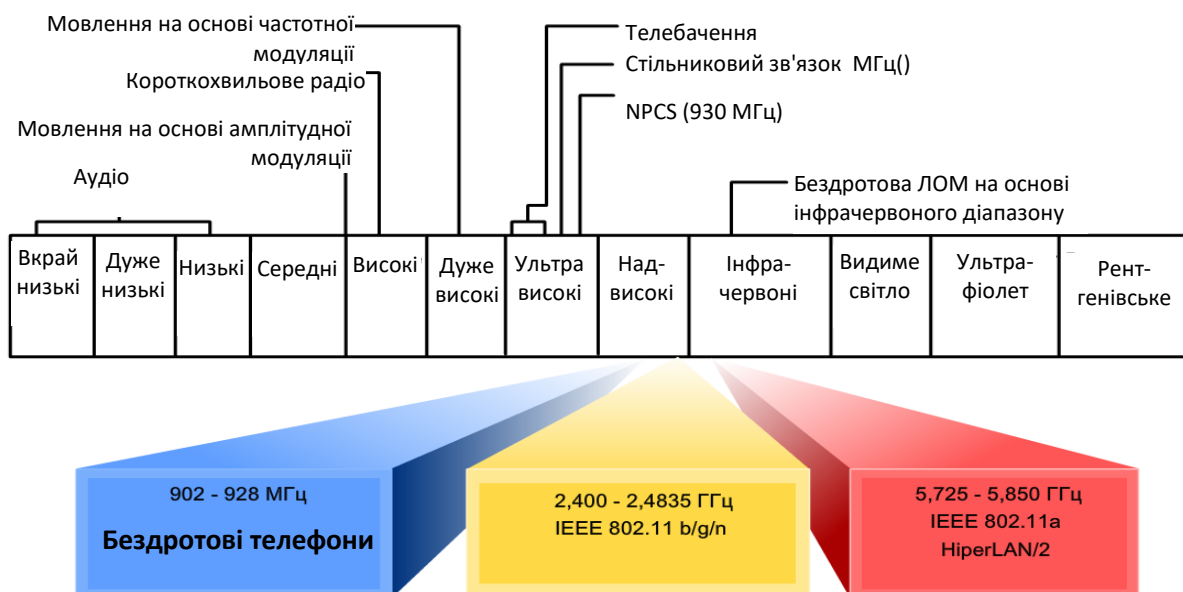 Мовлення на основі частотної
модуляції
Короткохвильове радіо
Мовлення на основі амплітудної
модуляції
Аудіо
Телебачення
Стільниковий зв'язок МГц()
NPCS (930 МГц)
Бездротова ЛОМ на основі
інфрачервоного діапазону
Вкрай
низькі
Дуже
низькі
Низькі
Середні
Високі
Дуже
високі
Ультра
високі
Над-
високі
Інфра-
червоні
Видиме
світло
Ультра-
фіолет
Рент-
генівське
902 - 928 МГц
Бездротові телефони
2,400 - 2,4835 ГГц
IEEE 802.11 b/g/n
5,725 - 5,850 ГГц
IEEE 802.11a
HiperLAN/2